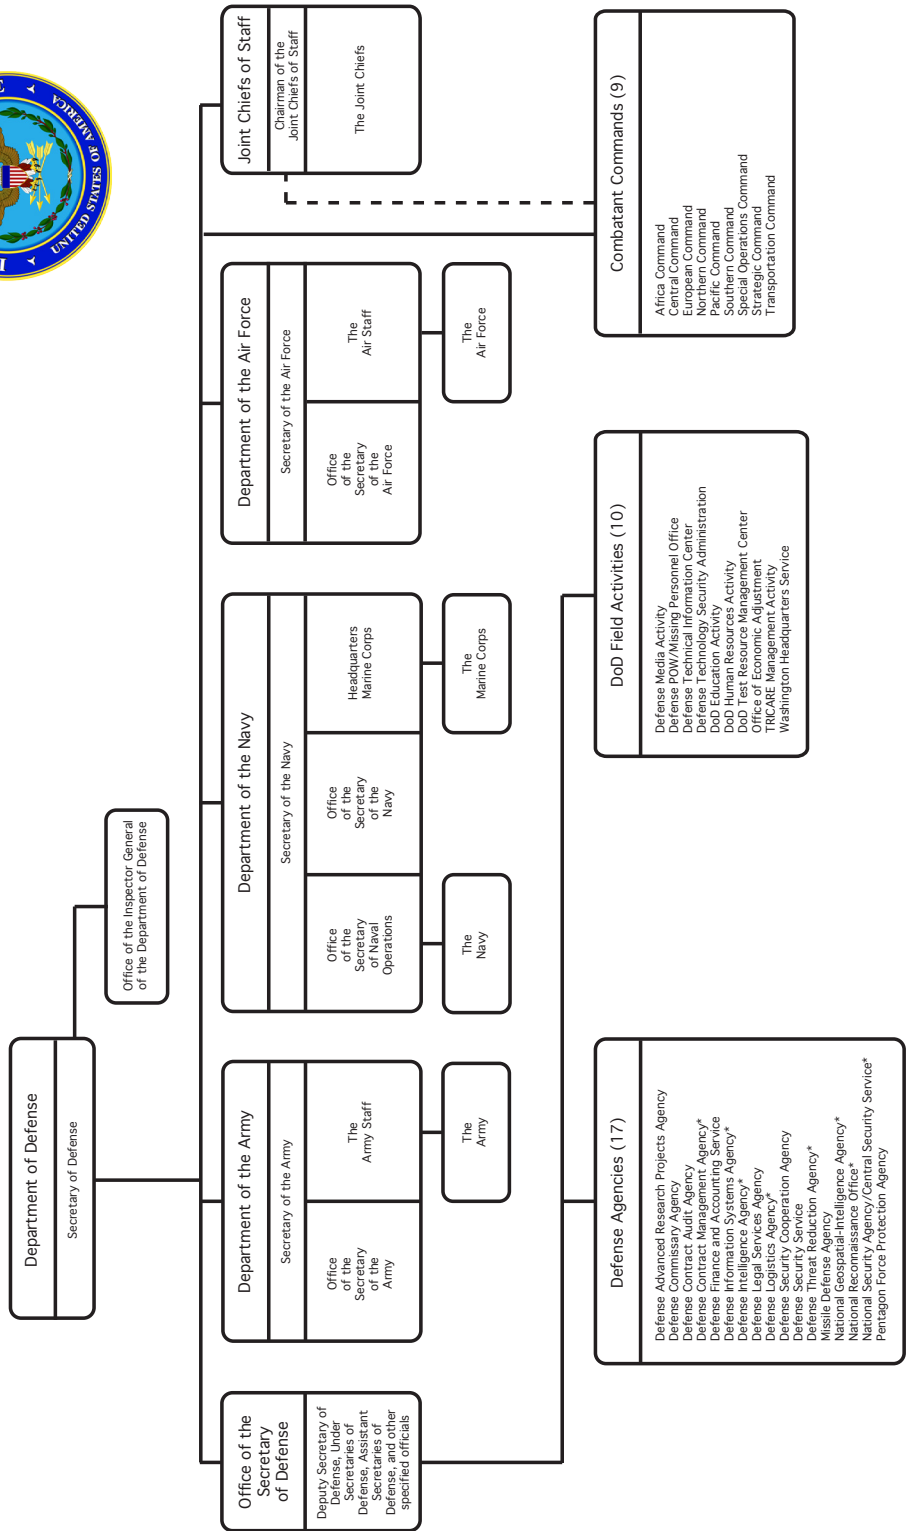 Department of Defense
Secretary of Defense
Office of the Inspector General
of the Department of Defense
Office of the
Secretary
of Defense
Deputy Secretary of
Defense, Under
Secretaries of
Defense, Assistant
Secretaries of
Defense, and other
specified officials
Department of the Army
Secretary of the Army
Office
of the
Secretary
of the
Army
The
Army Staff
The
Army
Department of the Navy
Secretary of the Navy
Office
of the
Secretary
of Naval
Operations
Office
of the
Secretary
of the
Navy
Headquarters
Marine Corps
The
Navy
The
Marine Corps
Department of the Air Force
Secretary of the Air Force
Office
of the
Secretary
of the
Air Force
The
Air Staff
The
Air Force
Joint Chiefs of Staff
Chairman of the
Joint Chiefs of Staff
The Joint Chiefs
Defense Agencies (17)
Defense Advanced Research Projects Agency
Defense Commissary Agency
Defense Contract Audit Agency
Defense Contract Management Agency*
Defense Finance and Accounting Service
Defense Information Systems Agency*
Defense Intelligence Agency*
Defense Legal Services Agency
Defense Logistics Agency*
Defense Security Cooperation Agency
Defense Security Service
Defense Threat Reduction Agency*
Missile Defense Agency
National Geospatial-Intelligence Agency*
National Reconnaissance Office*
National Security Agency/Central Security Service*
Pentagon Force Protection Agency
DoD Field Activities (10)
Defense Media Activity
Defense POW/Missing Personnel Office
Defense Technical Information Center
Defense Technology Security Administration
DoD Education Activity
DoD Human Resources Activity
DoD Test Resource Management Center
Office of Economic Adjustment
TRICARE Management Activity
Washington Headquarters Service
Combatant Commands (9)
Africa Command
Central Command
European Command
Northern Command
Pacific Command
Southern Command
Special Operations Command
Strategic Command
Transportation Command
UNITED STATES OF AMERICA